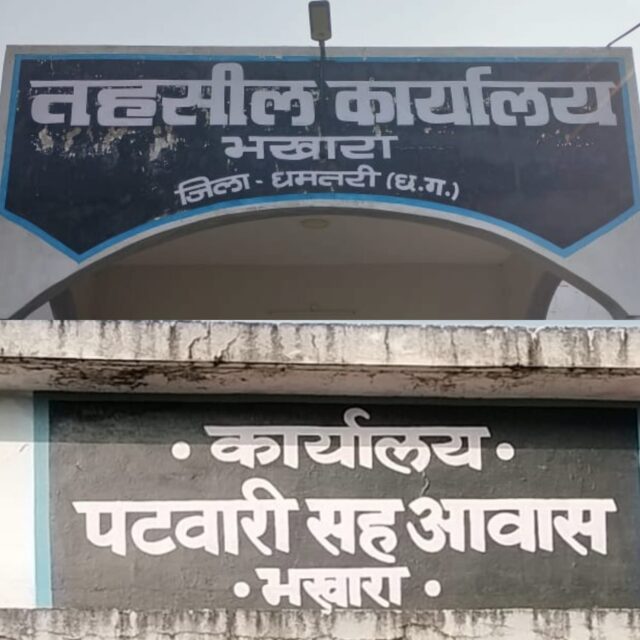 तहसील कार्यालय
भखारा
जिला - धमतरी (छ.ग.)
• कार्यालय •
पटवारी सह आवास
• भखारा •